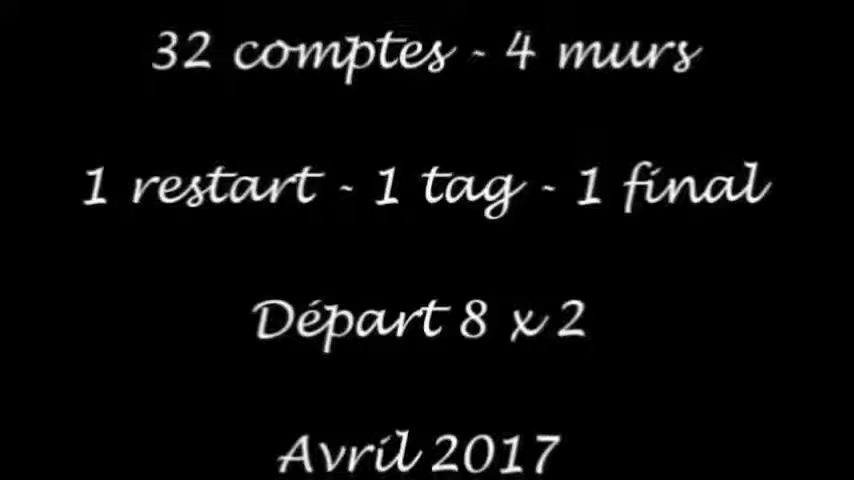 32 comptes - 4 murs
1 restart - 1 tag - 1 final
Départ 8 x 2
Avril 2017